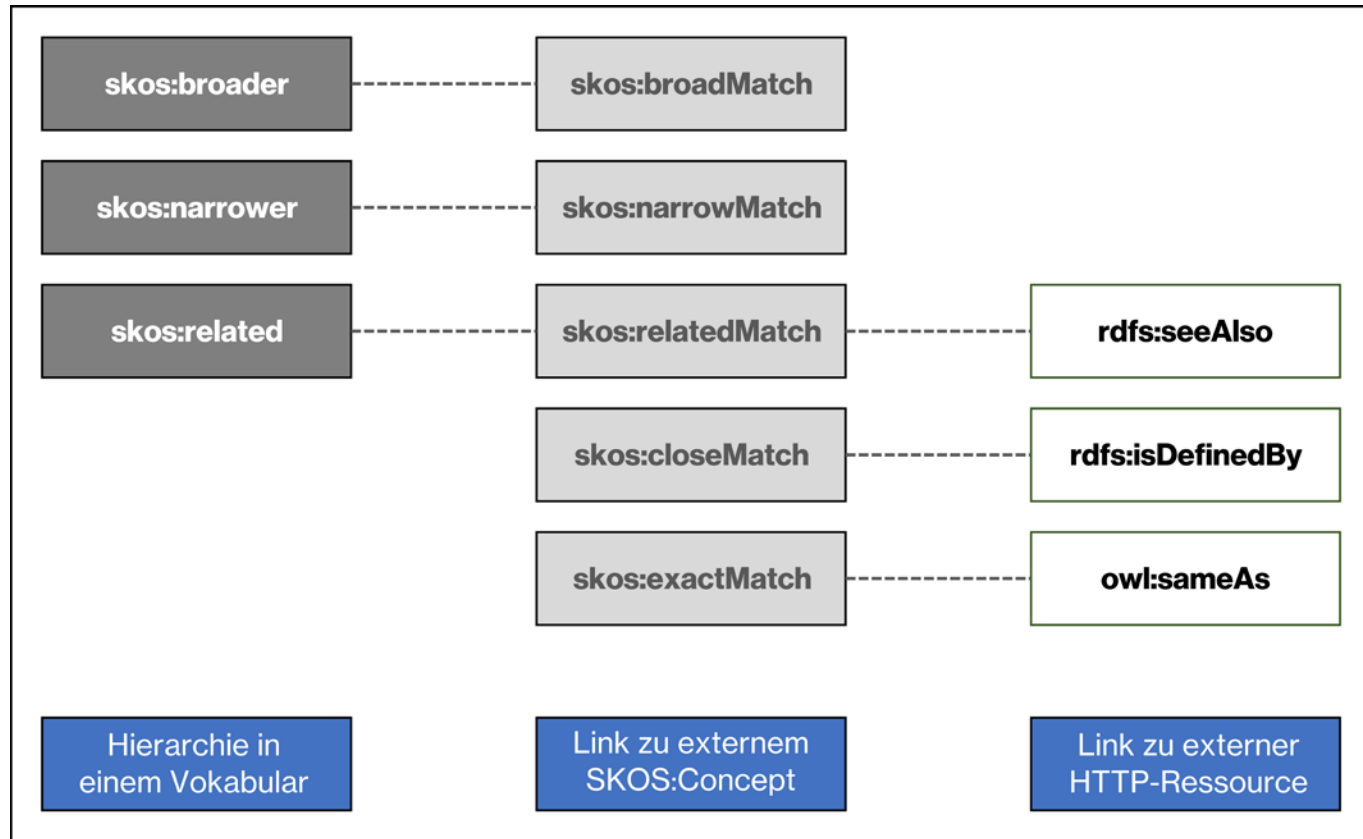 skos:broader
skos:broadMatch
skos:narrower
skos:narrowMatch
skos:related
skos:relatedMatch
rdfs:seeAlso
skos:closeMatch
rdfs:isDefinedBy
skos:exactMatch
owl:sameAs
Hierarchie in
einem Vokabular
Link zu externem
SKOS:Concept
Link zu externer
HTTP-Ressource